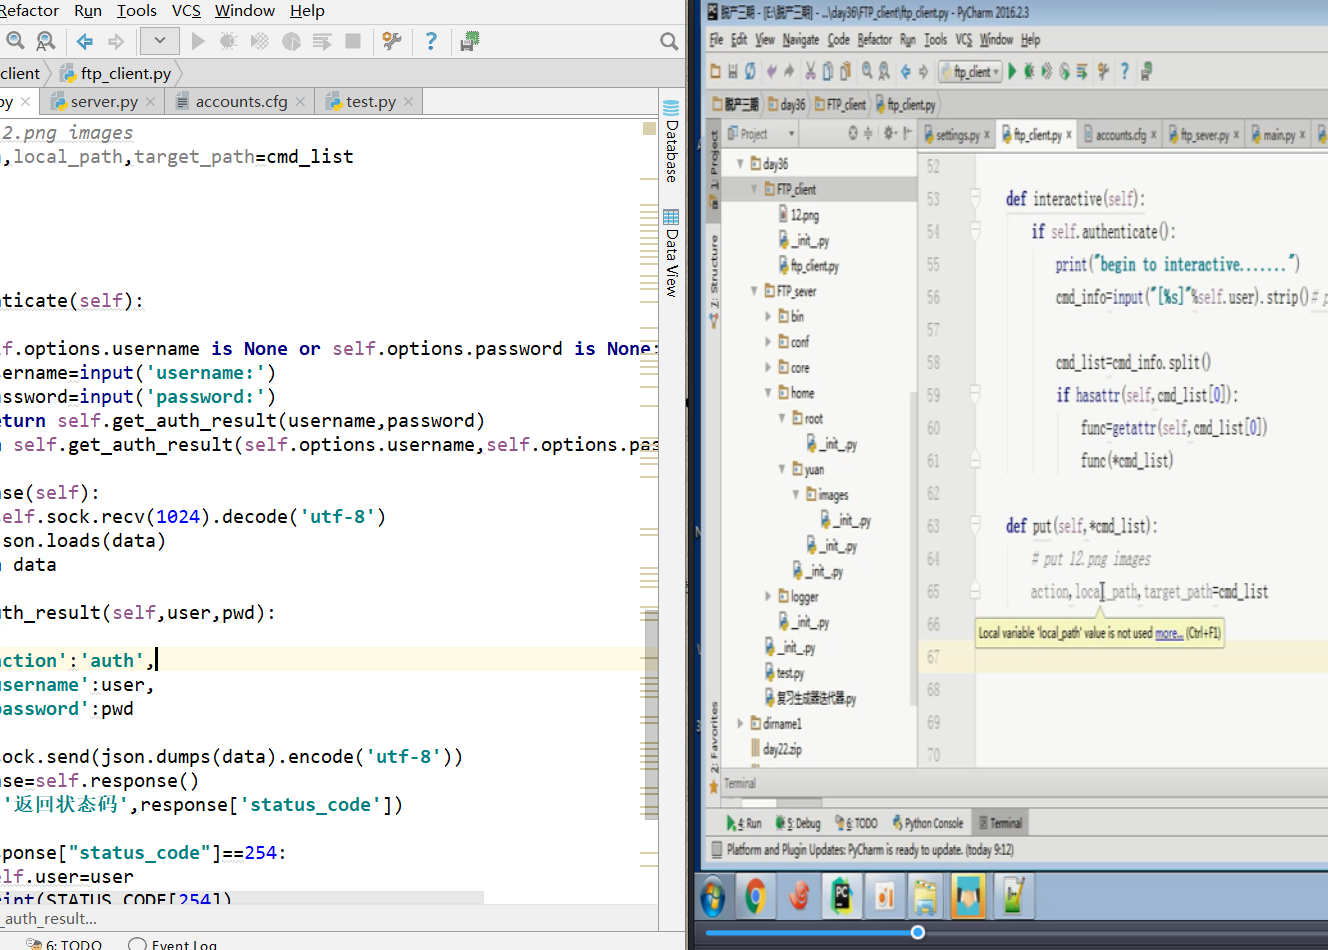 Refactor Run Tools VCS Window Help
client ftp_client.py
py server.py accounts.cfg test.py
2.png images
,local_path,target_path=cmd_list
ticate(self):
f.options.username is None or self.options.password is None:
sername=input('username:')
assword=input('password:')
eturn self.get_auth_result(username,password)
self.get_auth_result(self.options.username,self.options.pa
se(self):
self.sock.recv(1024).decode('utf-8')
son.loads(data)
data
th_result(self,user,pwd):
action':'auth',
username':user,
password':pwd
ock.send(json.dumps(data).encode('utf-8'))
se=self.response()
'返回状态码',response['status_code'])
ponse["status_code"]==254:
lf.user=user
int(STATUS_CODE[254])
_auth_result...
6: TODO Event Log
Database
Data View
脱产三期 - [E:\脱产三期] - ...\day36\FTP_client\ftp_client.py - PyCharm 2016.2.3
File Edit View Navigate Code Refactor Run Tools VCS Window Help
ftp_client
脱产三期 day36 FTP_client ftp_client.py
Project
settings.py ftp_client.py accounts.cfg ftp_sever.py main.py
1: Project
7: Structure
2: Favorites
day36
FTP_client
12.png
_init_.py
ftp_client.py
FTP_sever
bin
conf
core
home
root
_init_.py
yuan
images
_init_.py
_init_.py
_init_.py
logger
_init_.py
_init_.py
test.py
复习生成器迭代器.py
dirname1
day22.zip
52
53 def interactive(self):
54 if self.authenticate():
55 print("begin to interactive.......")
56 cmd_info=input("[%s]"%self.user).strip()# p
57
58 cmd_list=cmd_info.split()
59 if hasattr(self,cmd_list[0]):
60 func=getattr(self,cmd_list[0])
61 func(*cmd_list)
62
63 def put(self,*cmd_list):
64 # put 12.png images
65 action,local_path,target_path=cmd_list
66
Local variable 'local_path' value is not used more... (Ctrl+F1)
67
68
69
70
Terminal
4: Run 5: Debug 6: TODO Python Console Terminal
Platform and Plugin Updates: PyCharm is ready to update. (today 9:12)